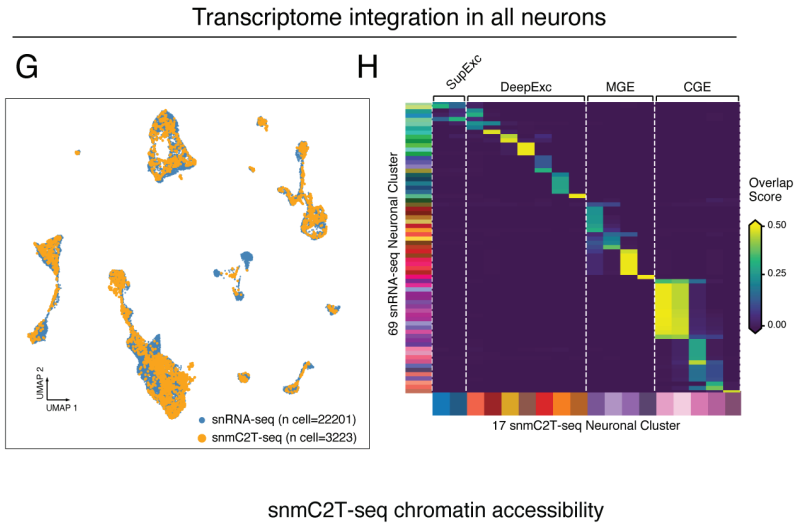 Transcriptome integration in all neurons
G
UMAP 2
UMAP 1
snRNA-seq (n cell=22201)
snmC2T-seq (n cell=3223)
H
SupExc
DeepExc
MGE
CGE
69 snRNA-seq Neuronal Cluster
17 snmC2T-seq Neuronal Cluster
Overlap
Score
0.50
0.25
0.00
snmC2T-seq chromatin accessibility